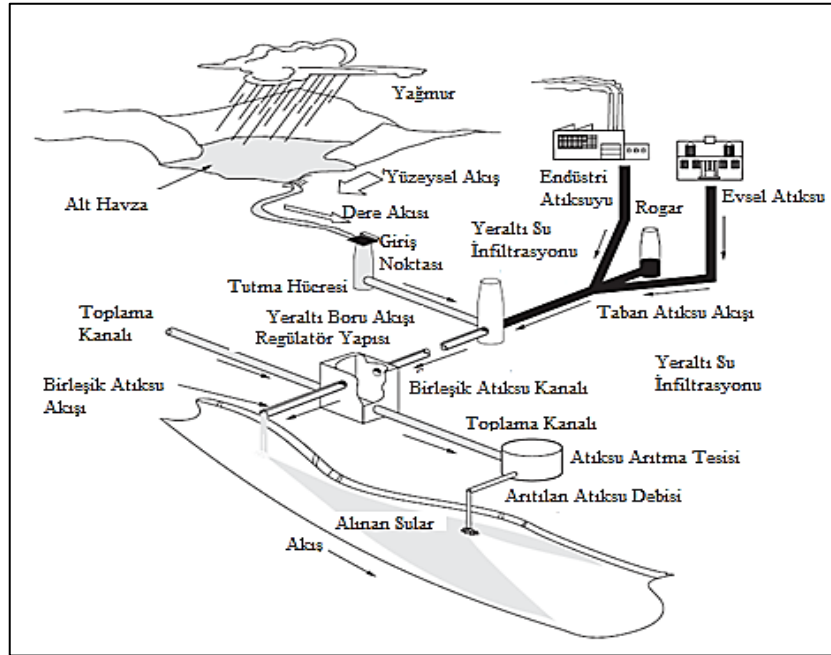 Yağmur
Alt Havza
'Yüzeysel Akış
Dere Akısı
Giriş
Noktası
Tutma Hücresi
Endüstri
Atıksuyu
Rogar
Evsel Atıksu
Yeraltı Su
İnfiltrasyonu
Taban Atıksu Akışı
Toplama
Kanalı
Yeraltı Boru Akışı
Regülatör Yapısı
Yeraltı Su
İnfiltrasyonu
Birleşik Atıksu
Akışı
Birleşik Atıksu Kanalı
Toplama Kanalı
Atıksu Arıtma Tesisi
Arıtılan Atıksu Debisi
Alınan Sular
Akış